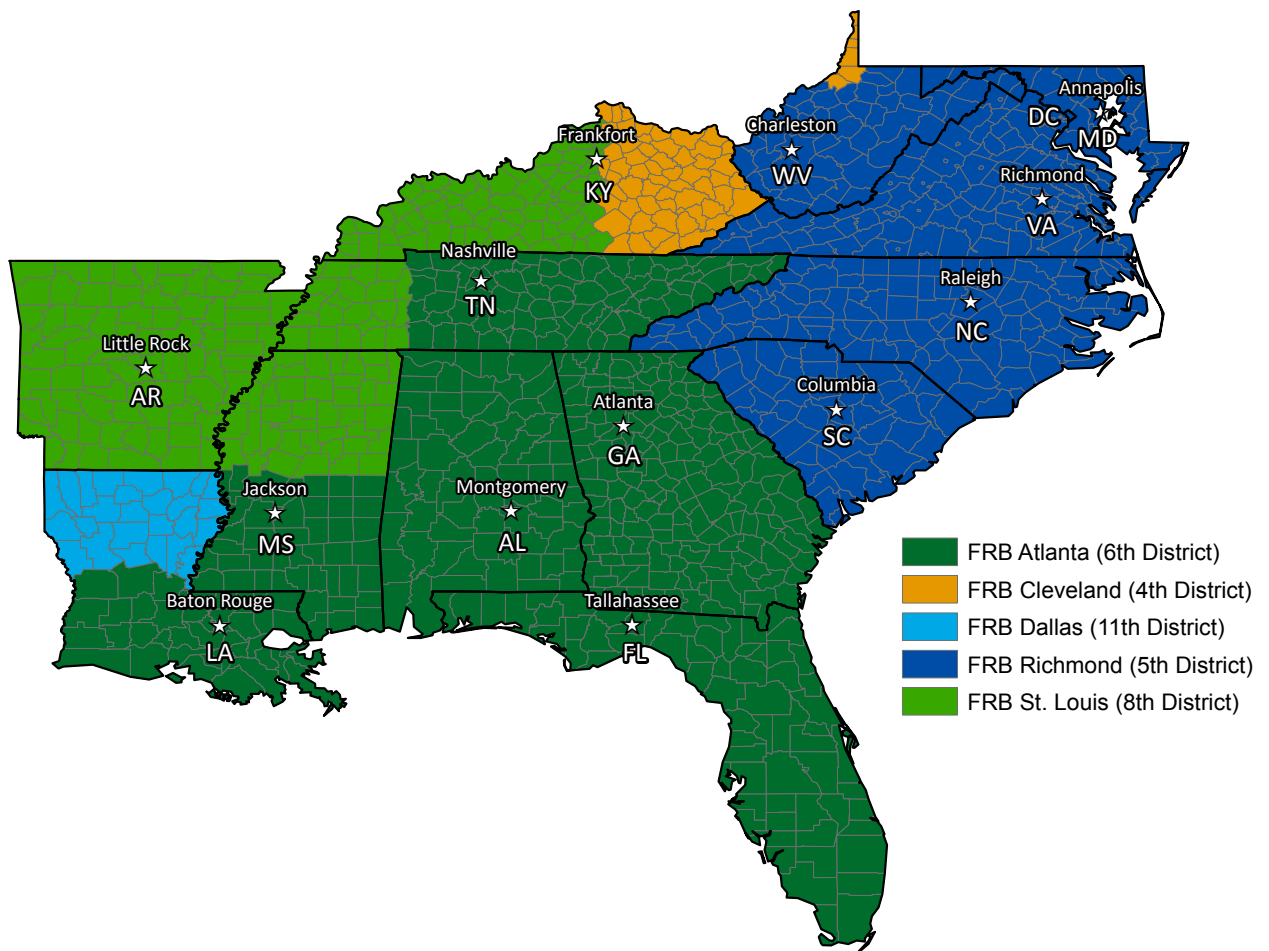 Annapolis
DC
MD
Frankfort
Charleston
KY
WV
Richmond
VA
Nashville
TN
Raleigh
NC
Little Rock
AR
Columbia
SC
Atlanta
GA
Jackson
MS
Montgomery
AL
Baton Rouge
LA
Tallahassee
FL
FRB Atlanta (6th District)
FRB Cleveland (4th District)
FRB Dallas (11th District)
FRB Richmond (5th District)
FRB St. Louis (8th District)